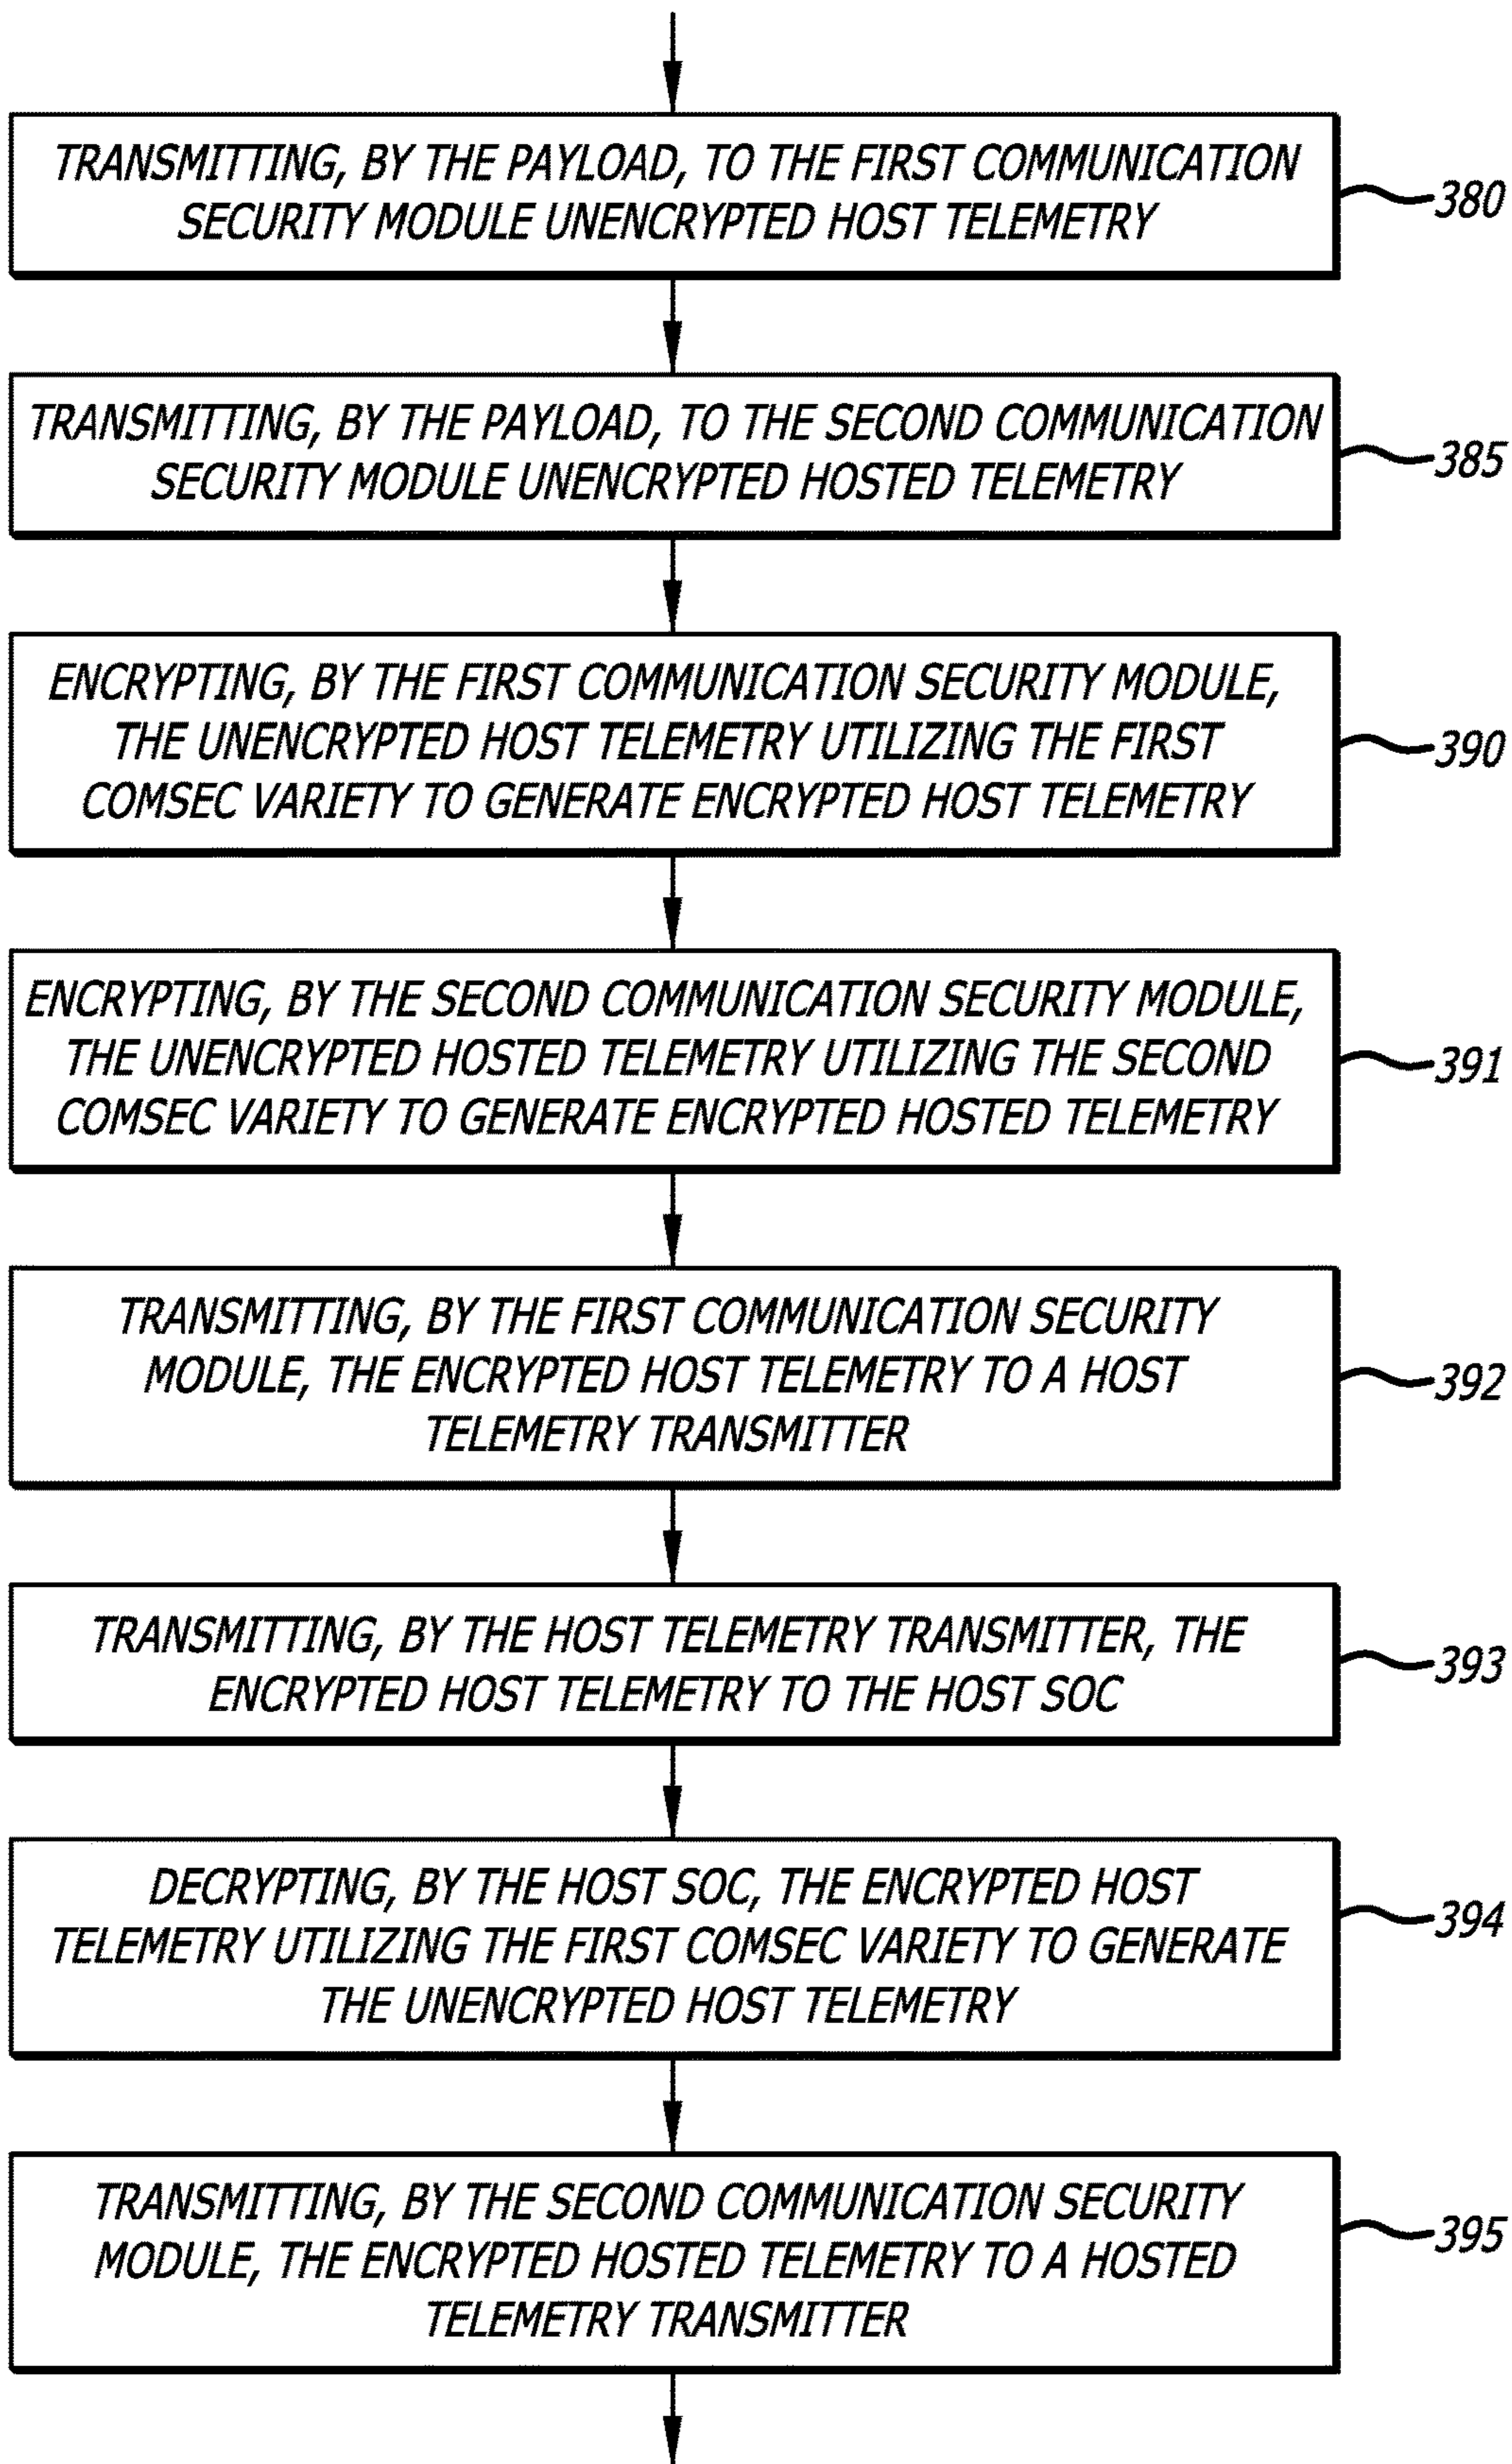 TRANSMITTING, BY THE PAYLOAD, TO THE FIRST COMMUNICATION
SECURITY MODULE UNENCRYPTED HOST TELEMETRY
380
TRANSMITTING, BY THE PAYLOAD, TO THE SECOND COMMUNICATION
SECURITY MODULE UNENCRYPTED HOSTED TELEMETRY
385
ENCRYPTING, BY THE FIRST COMMUNICATION SECURITY MODULE,
THE UNENCRYPTED HOST TELEMETRY UTILIZING THE FIRST
COMSEC VARIETY TO GENERATE ENCRYPTED HOST TELEMETRY
390
ENCRYPTING, BY THE SECOND COMMUNICATION SECURITY MODULE,
THE UNENCRYPTED HOSTED TELEMETRY UTILIZING THE SECOND
COMSEC VARIETY TO GENERATE ENCRYPTED HOSTED TELEMETRY
391
TRANSMITTING, BY THE FIRST COMMUNICATION SECURITY
MODULE, THE ENCRYPTED HOST TELEMETRY TO A HOST
TELEMETRY TRANSMITTER
392
TRANSMITTING, BY THE HOST TELEMETRY TRANSMITTER, THE
ENCRYPTED HOST TELEMETRY TO THE HOST SOC
393
DECRYPTING, BY THE HOST SOC, THE ENCRYPTED HOST
TELEMETRY UTILIZING THE FIRST COMSEC VARIETY TO GENERATE
THE UNENCRYPTED HOST TELEMETRY
394
TRANSMITTING, BY THE SECOND COMMUNICATION SECURITY
MODULE, THE ENCRYPTED HOSTED TELEMETRY TO A HOSTED
TELEMETRY TRANSMITTER
395